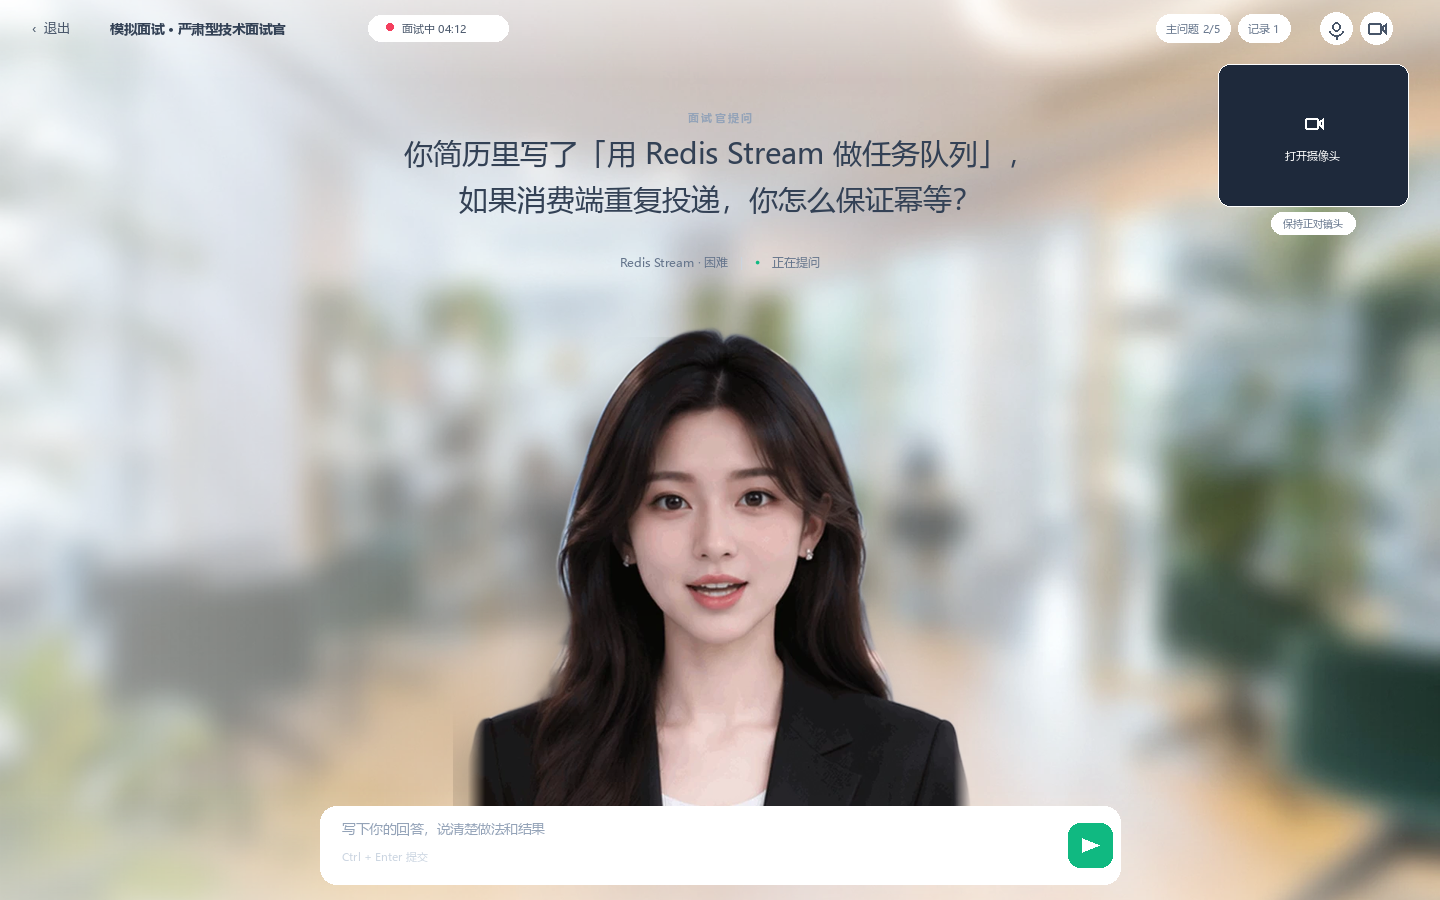 ‹ 退出
模拟面试 • 严肃型技术面试官
面试中 04:12
主问题 2/5
记录 1
打开摄像头
保持正对镜头
面试官提问
你简历里写了「用 Redis Stream 做任务队列」，
如果消费端重复投递，你怎么保证幂等？
Redis Stream · 困难
• 正在提问
写下你的回答，说清楚做法和结果
Ctrl + Enter 提交